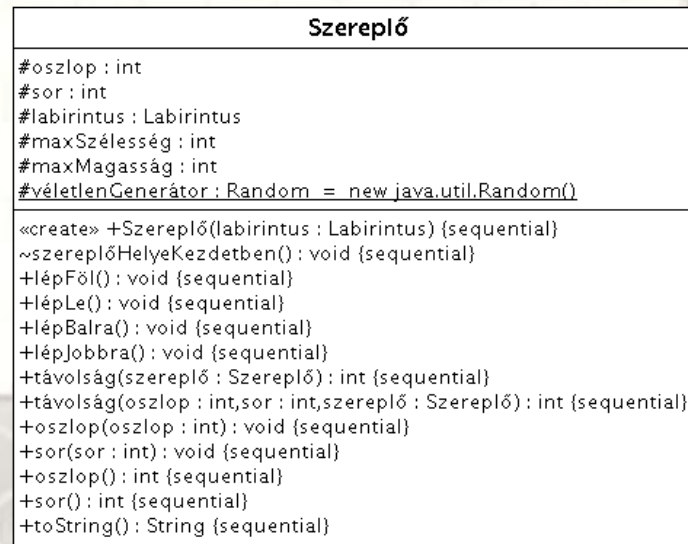 Szereplő
#oszlop : int
#sor : int
#labirintus : Labirintus
#maxSzélesség : int
#maxMagasság : int
#véletlenGenerátor : Random = new java.util.Random()
«create» +Szereplő(labirintus : Labirintus) {sequential}
~szereplőHelyeKezdetben() : void {sequential}
+lépFöl() : void {sequential}
+lépLe() : void {sequential}
+lépBalra() : void {sequential}
+lépJobbra() : void {sequential}
+távolság(szereplő : Szereplő) : int {sequential}
+távolság(oszlop : int,sor : int,szereplő : Szereplő) : int {sequential}
+oszlop(oszlop : int) : void {sequential}
+sor(sor : int) : void {sequential}
+oszlop() : int {sequential}
+sor() : int {sequential}
+toString() : String {sequential}